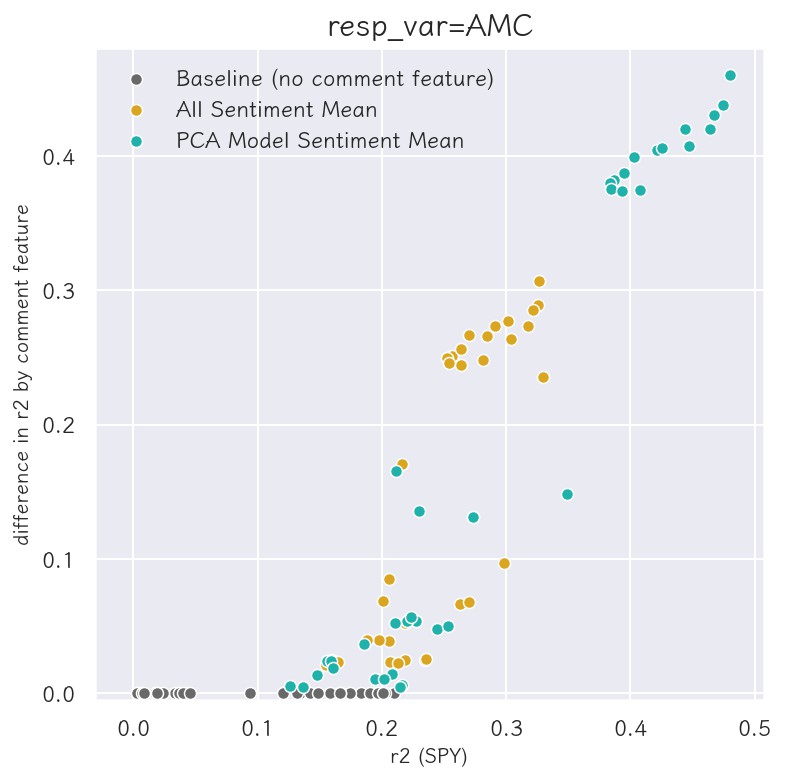 resp_var=AMC
Baseline (no comment feature)
All Sentiment Mean
PCA Model Sentiment Mean
difference in r2 by comment feature
0.4
0.3
0.2
0.1
0.0
0.0 0.1 0.2 0.3 0.4 0.5
r2 (SPY)